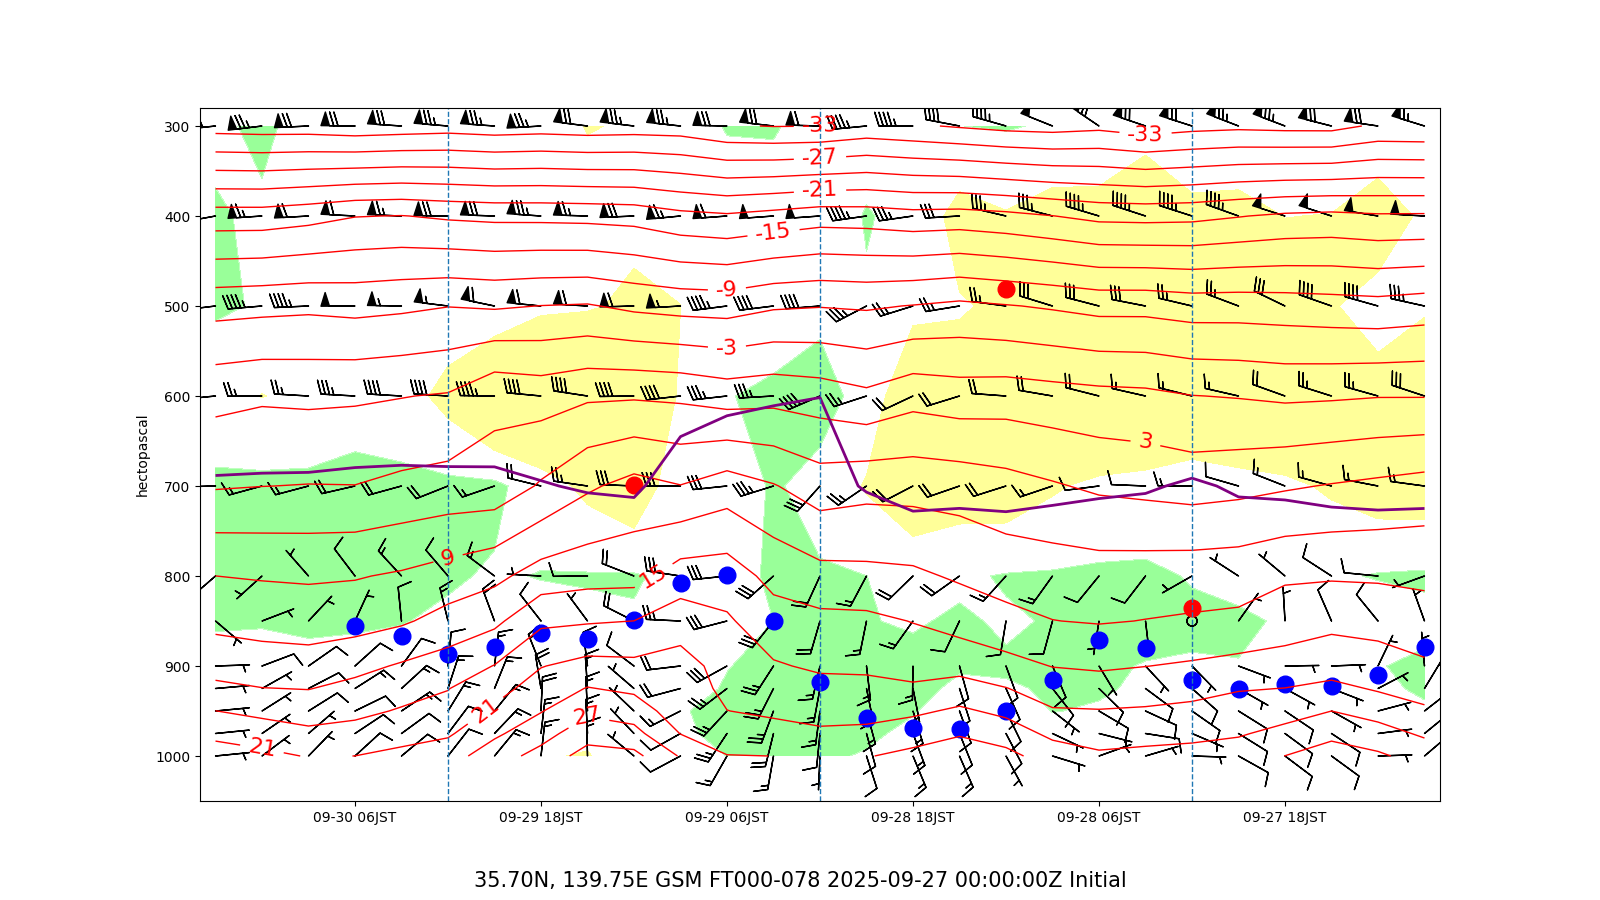 300
400
500
600
700
800
900
1000
hectopascal
-33
-33
-27
-21
-15
-9
-3
3
9
15
21
27
21
09-30 06JST
09-29 18JST
09-29 06JST
09-28 18JST
09-28 06JST
09-27 18JST
35.70N, 139.75E GSM FT000-078 2025-09-27 00:00:00Z Initial